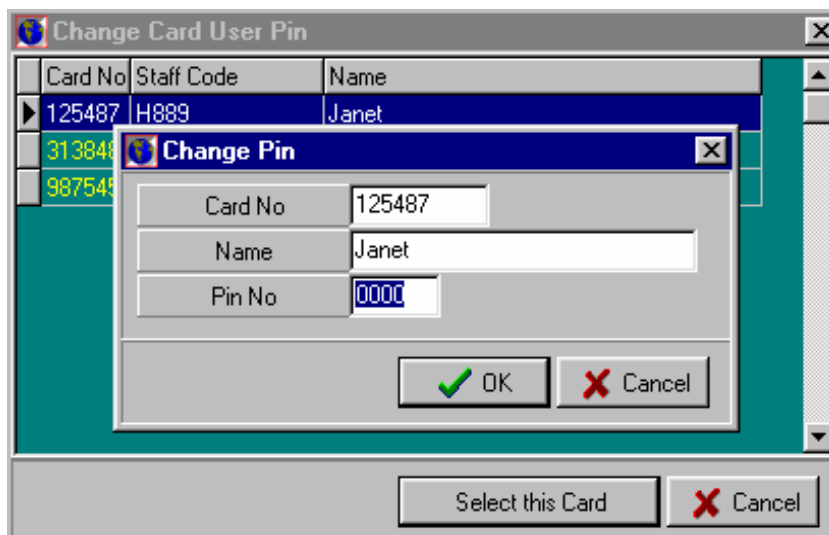 Change Card User Pin
Card No Staff Code Name
125487 H889 Janet
Change Pin
Card No 125487
Name Janet
Pin No 0000
OK Cancel
Select this Card Cancel